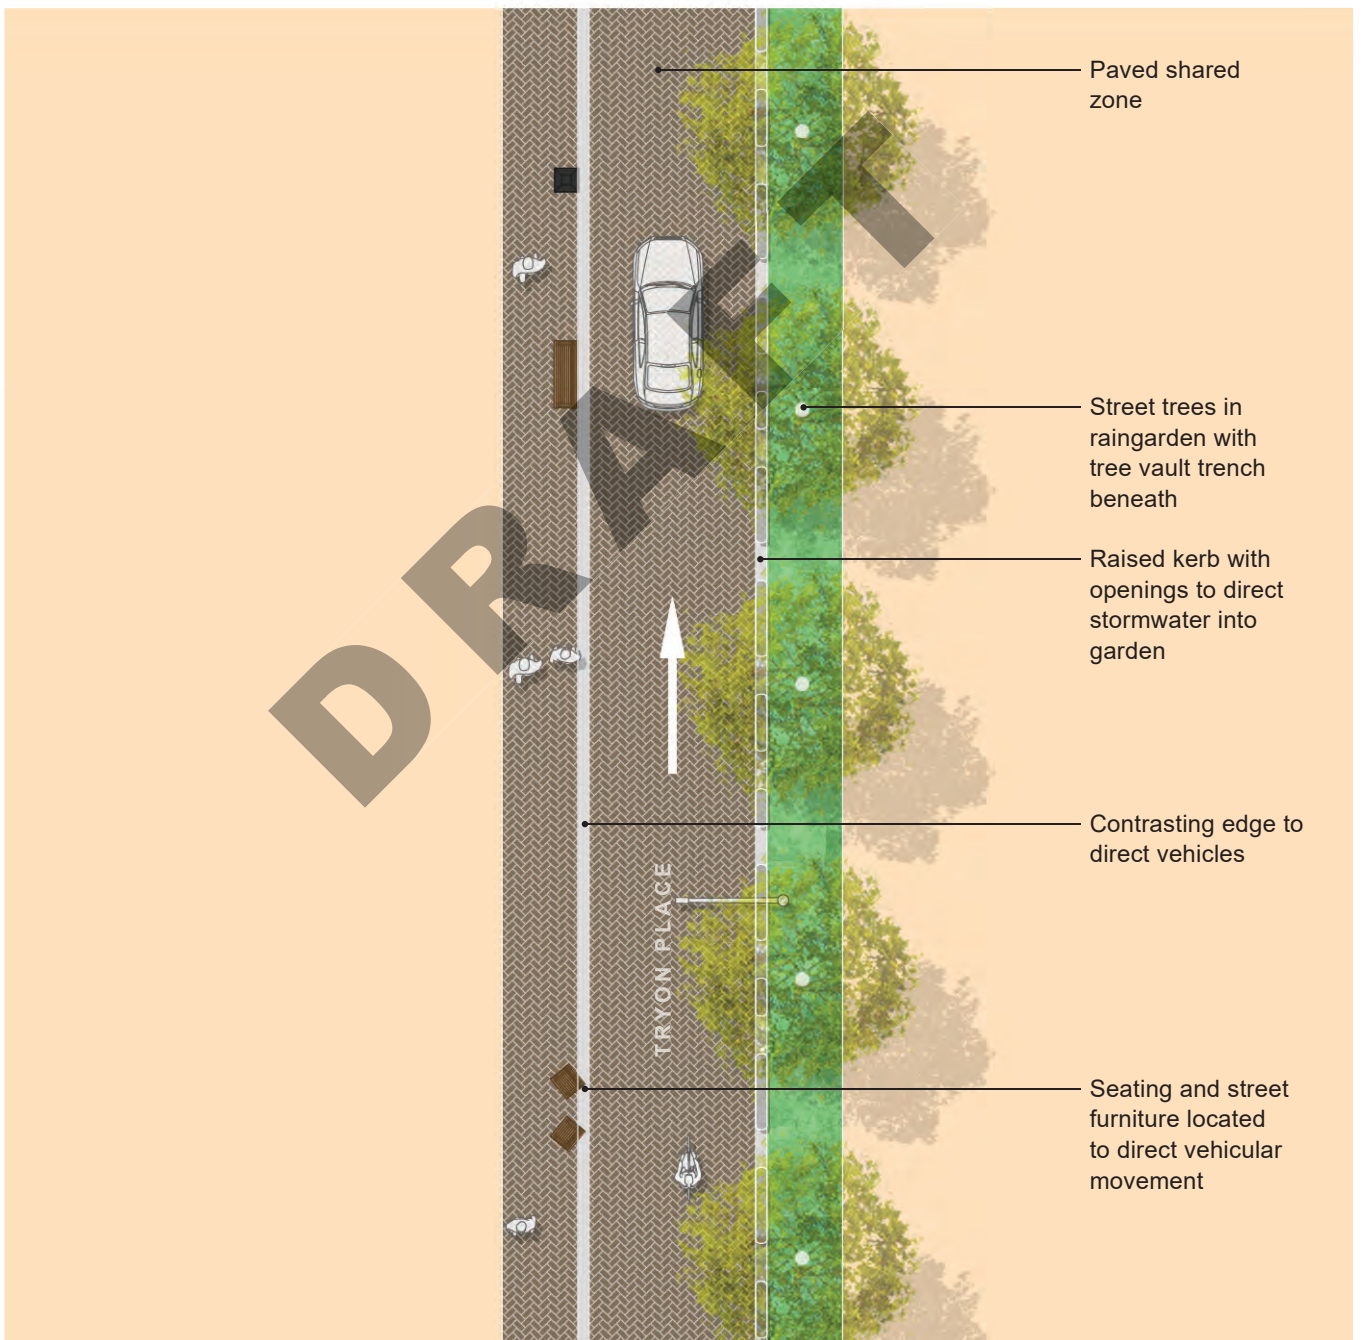 Paved shared
zone
DRAFT
Street trees in
raingarden with
tree vault trench
beneath
Raised kerb with
openings to direct
stormwater into
garden
Contrasting edge to
direct vehicles
TRYON PLACE
Seating and street
furniture located
to direct vehicular
movement